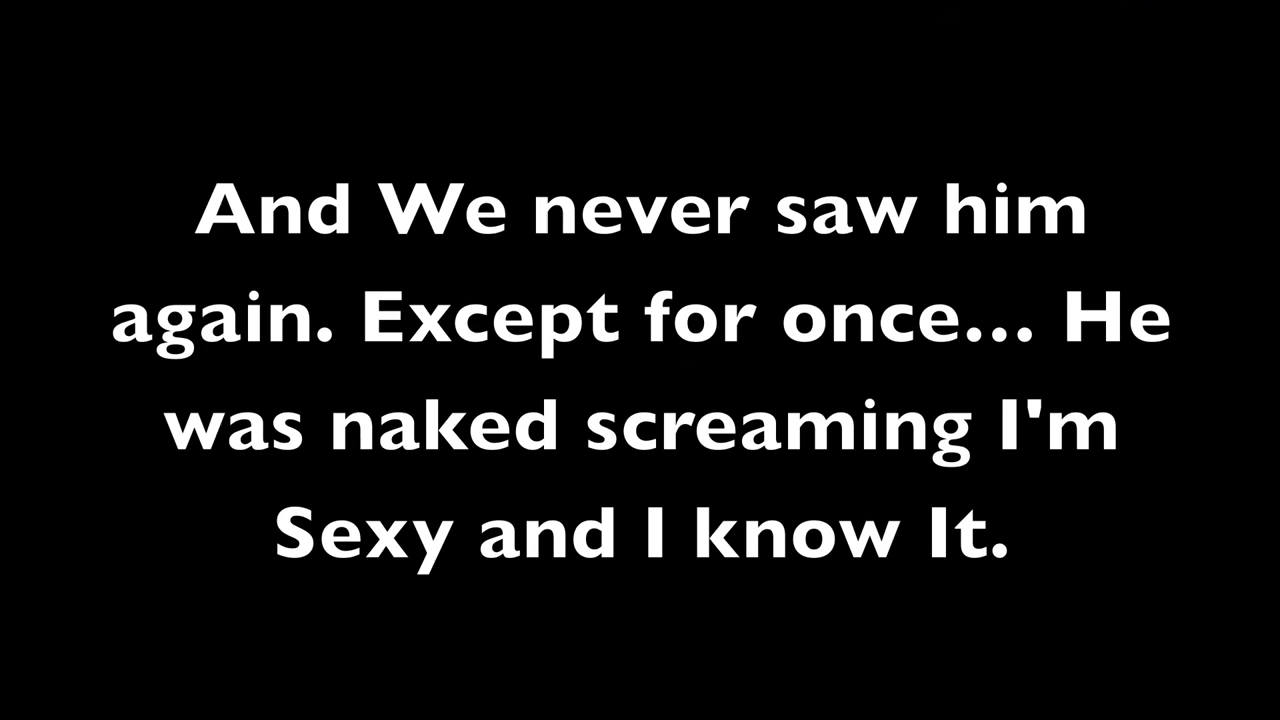 And We never saw him
again. Except for once... He
was naked screaming I'm
Sexy and I know It.